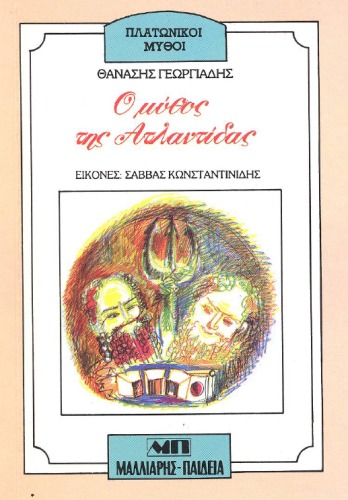 ΠΛΑΤΩΝΙΚΟΙ
ΜΥΘΟΙ
ΘΑΝΑΣΗΣ ΓΕΩΡΓΙΑΔΗΣ
Ο μύθος
της Ατλαντίδας
ΕΙΚΟΝΕΣ: ΣΑΒΒΑΣ ΚΩΝΣΤΑΝΤΙΝΙΔΗΣ
ΜΠ
ΜΑΛΛΙΑΡΗΣ-ΠΑΙΔΕΙΑ